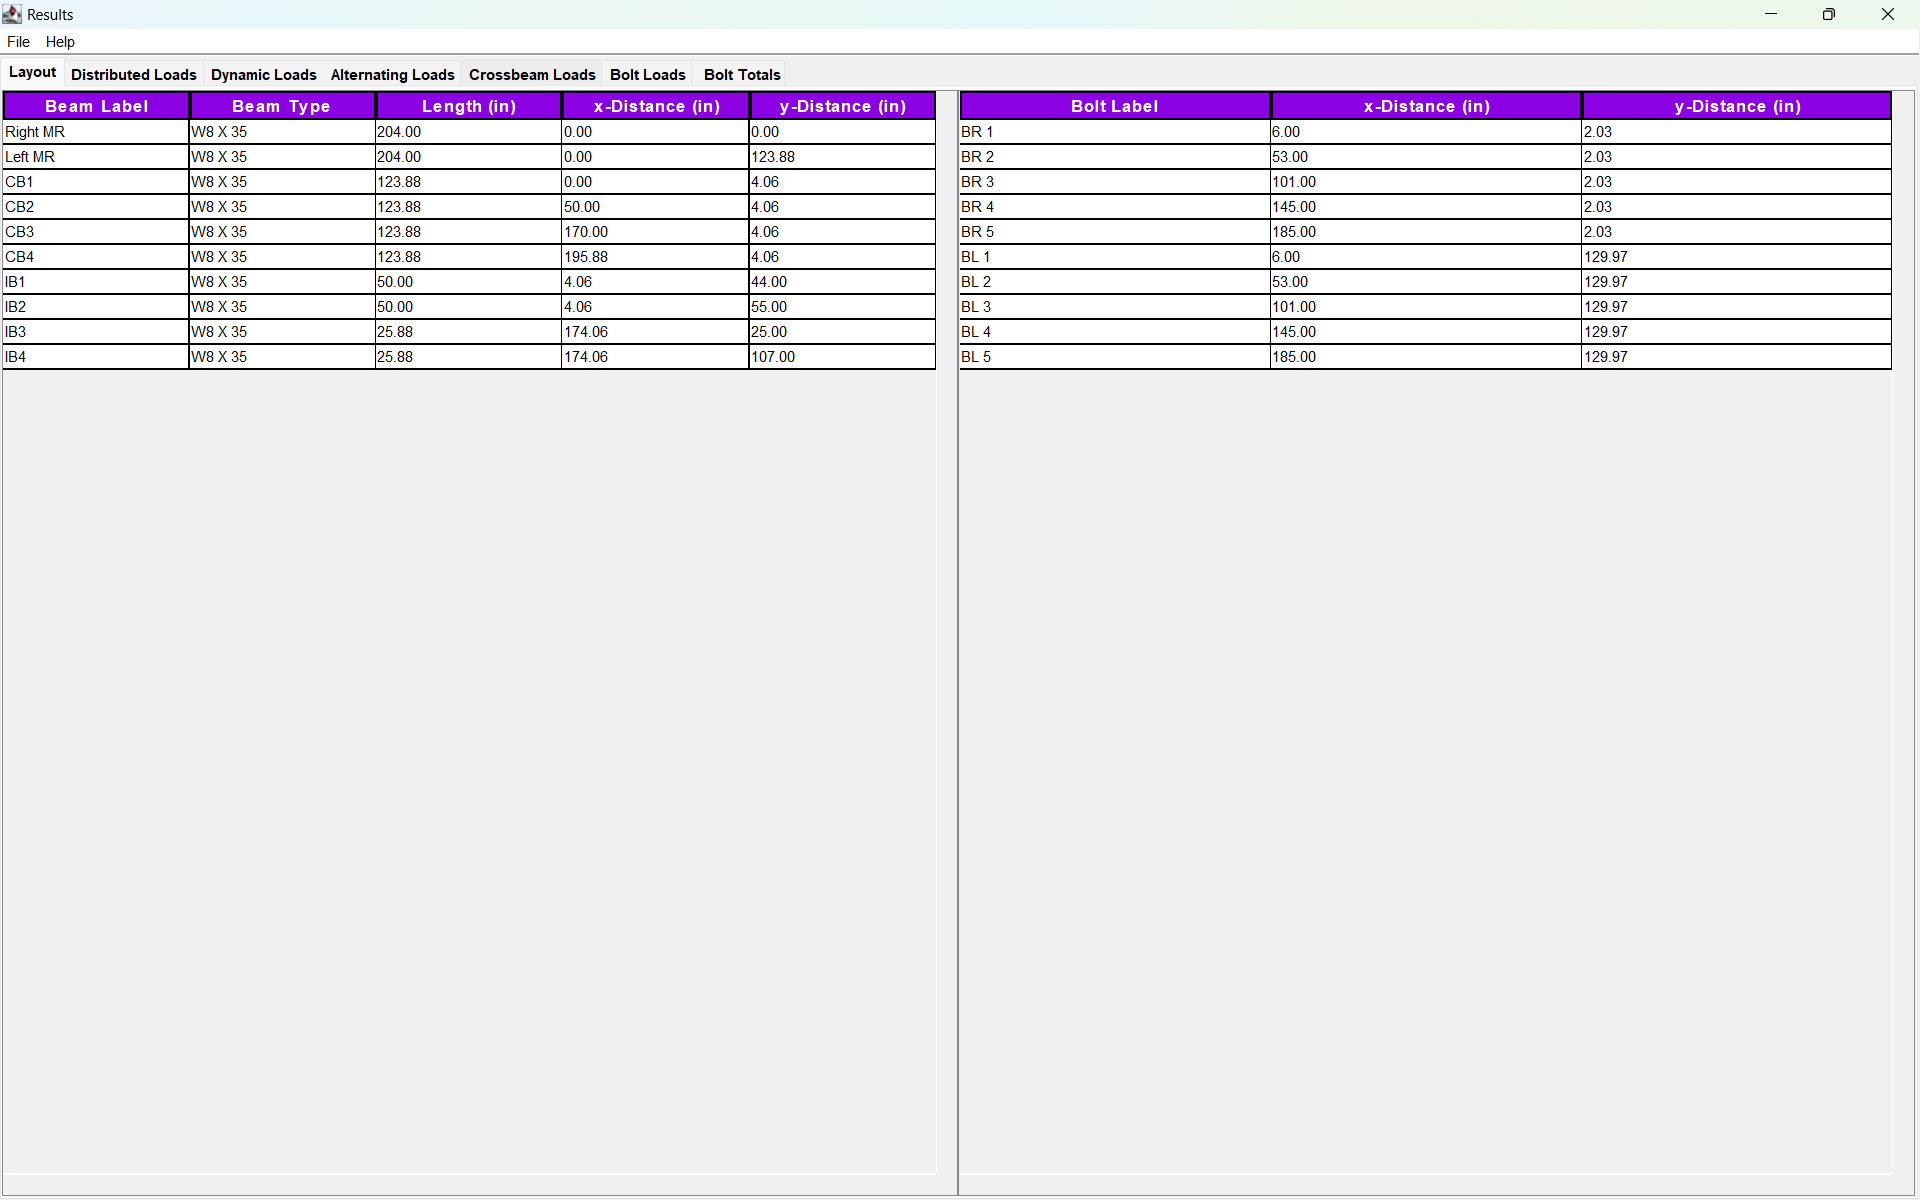 Results
File Help
Layout Distributed Loads Dynamic Loads Alternating Loads Crossbeam Loads Bolt Loads Bolt Totals
Beam Label Beam Type Length (in) x-Distance (in) y-Distance (in)
Right MR W8 X 35 204.00 0.00 0.00
Left MR W8 X 35 204.00 0.00 123.88
CB1 W8 X 35 123.88 0.00 4.06
CB2 W8 X 35 123.88 50.00 4.06
CB3 W8 X 35 123.88 170.00 4.06
CB4 W8 X 35 123.88 195.88 4.06
IB1 W8 X 35 50.00 4.06 44.00
IB2 W8 X 35 50.00 4.06 55.00
IB3 W8 X 35 25.88 174.06 25.00
IB4 W8 X 35 25.88 174.06 107.00
Bolt Label x-Distance (in) y-Distance (in)
BR 1 6.00 2.03
BR 2 53.00 2.03
BR 3 101.00 2.03
BR 4 145.00 2.03
BR 5 185.00 2.03
BL 1 6.00 129.97
BL 2 53.00 129.97
BL 3 101.00 129.97
BL 4 145.00 129.97
BL 5 185.00 129.97